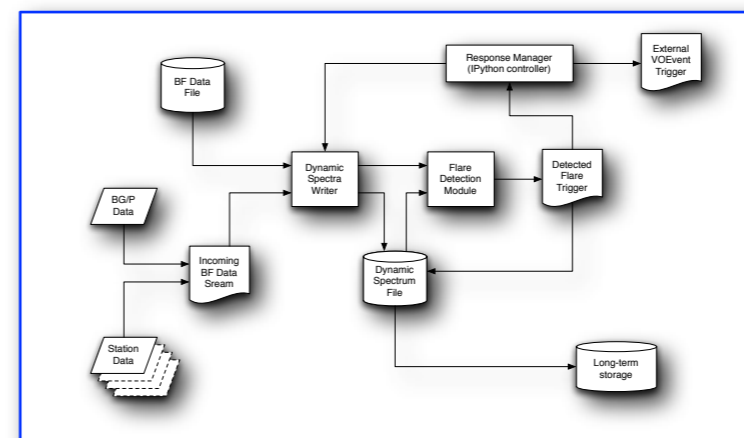 External
VOEvent
Trigger
Response Manager
(IPython controller)
BF Data
File
Dynamic
Spectra
Writer
Flare
Detection
Module
Detected
Flare
Trigger
BG/P
Data
Incoming
BF Data
Sream
Dynamic
Spectrum
File
Station
Data
Long-term
storage